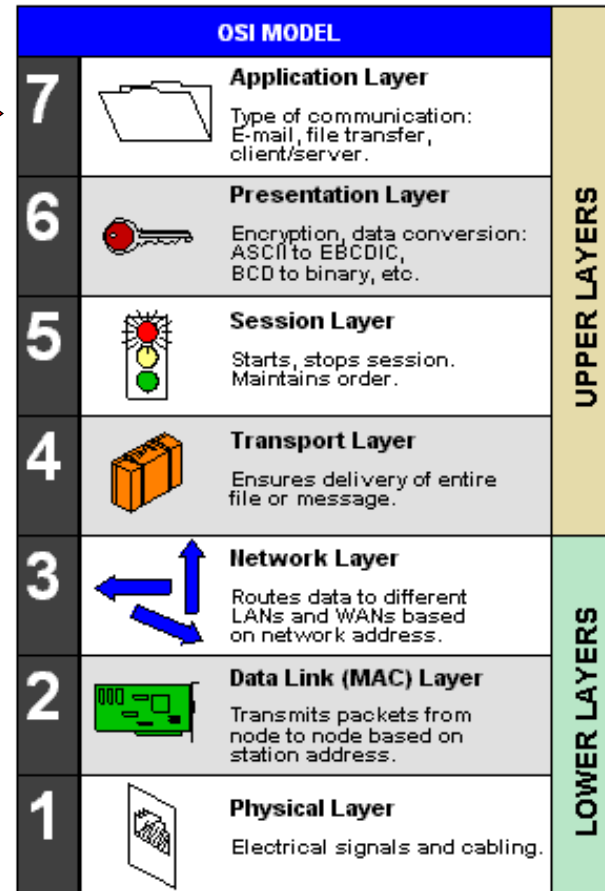 OSI MODEL
7
Application Layer
Type of communication:
E-mail, file transfer,
client/server.
6
Presentation Layer
Encryption, data conversion:
ASCII to EBCDIC,
BCD to binary, etc.
5
Session Layer
Starts, stops session.
Maintains order.
4
Transport Layer
Ensures delivery of entire
file or message.
UPPER LAYERS
3
Network Layer
Routes data to different
LANs and WANs based
on network address.
2
Data Link (MAC) Layer
Transmits packets from
node to node based on
station address.
1
Physical Layer
Electrical signals and cabling.
LOWER LAYERS